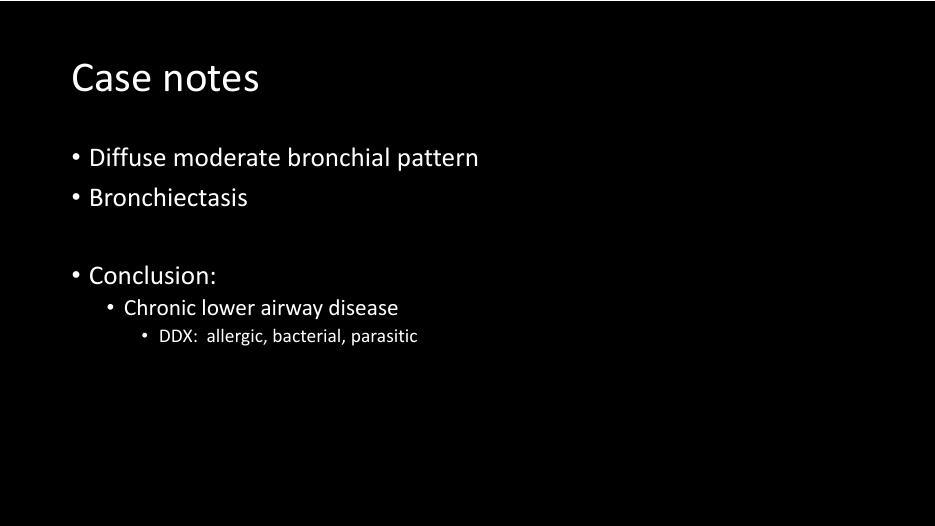 Case notes
• Diffuse moderate bronchial pattern
• Bronchiectasis
• Conclusion:
• Chronic lower airway disease
• DDX:  allergic, bacterial, parasitic